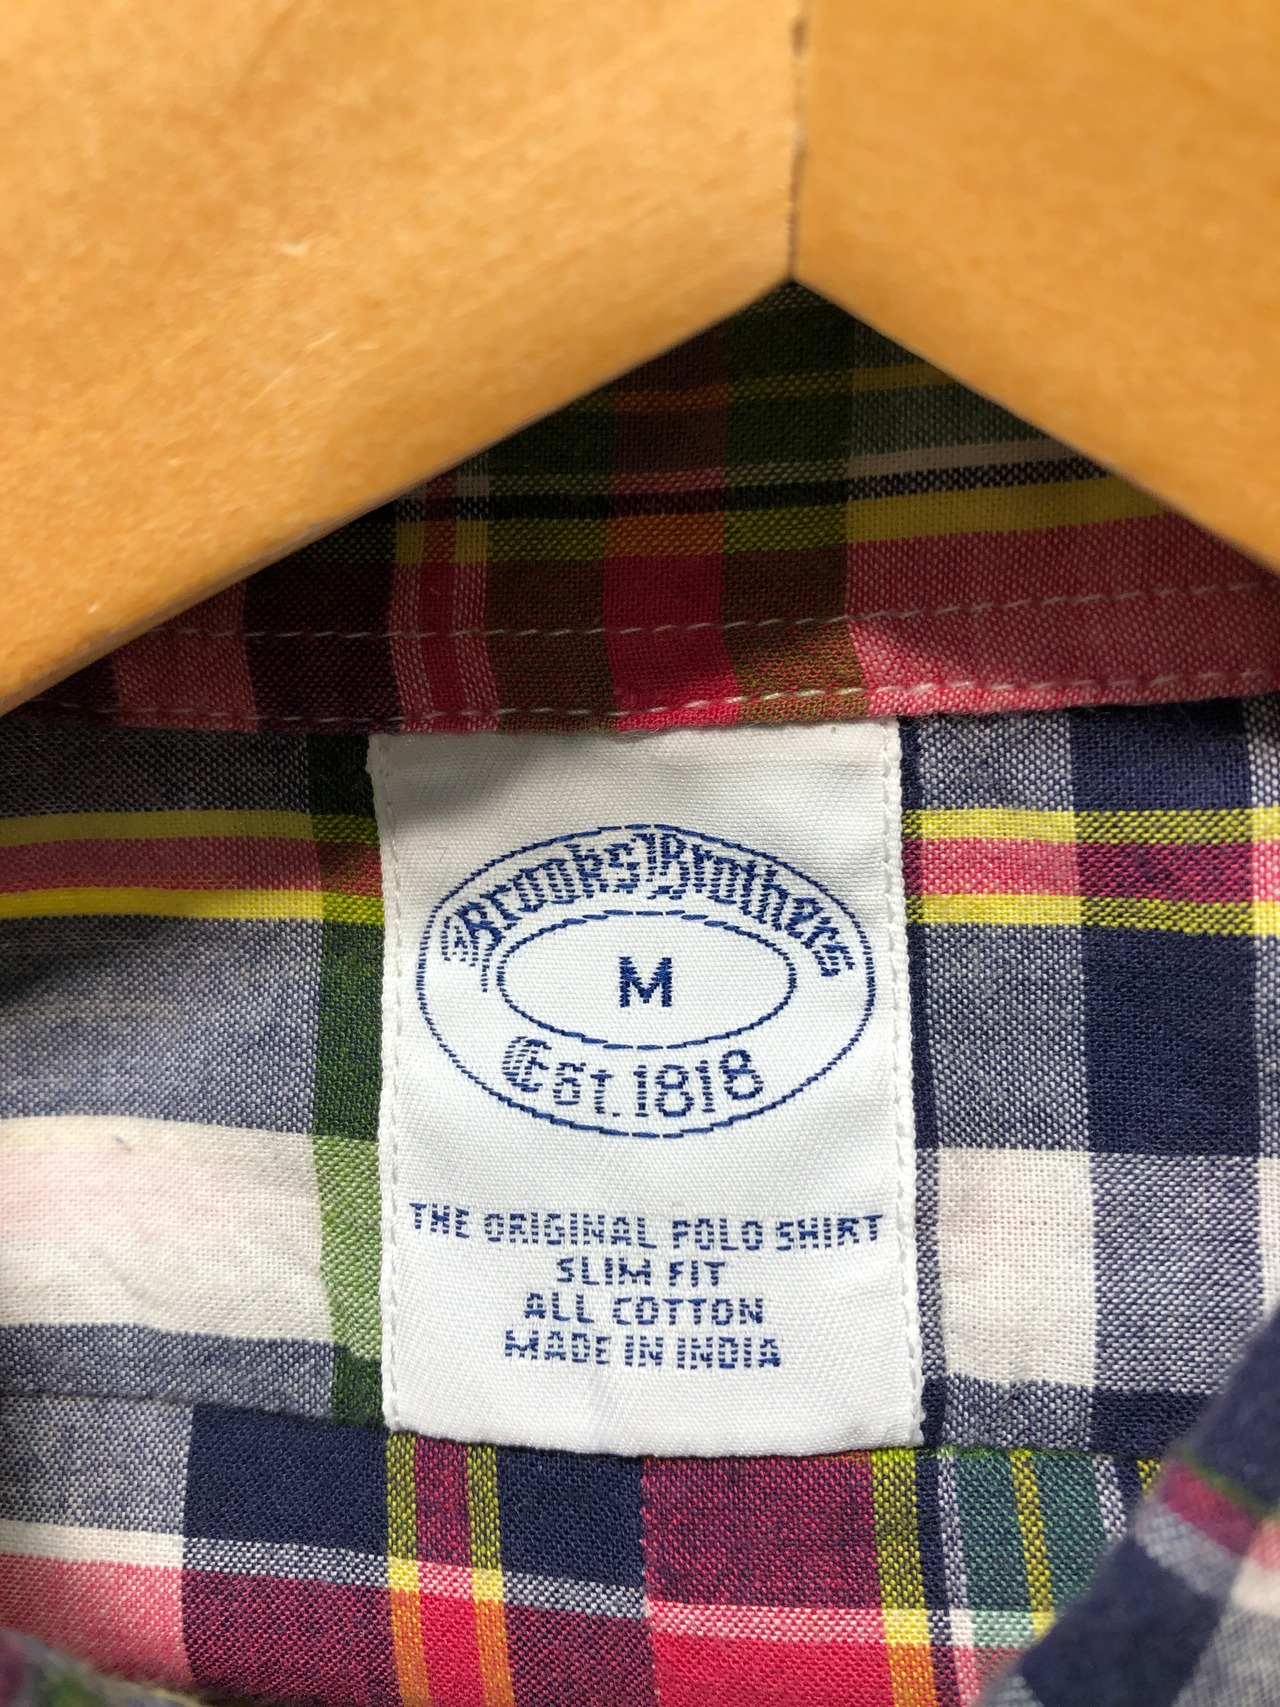 Brooks Brothers
M
Est. 1818
THE ORIGINAL POLO SHIRT
SLIM FIT
ALL COTTON
MADE IN INDIA